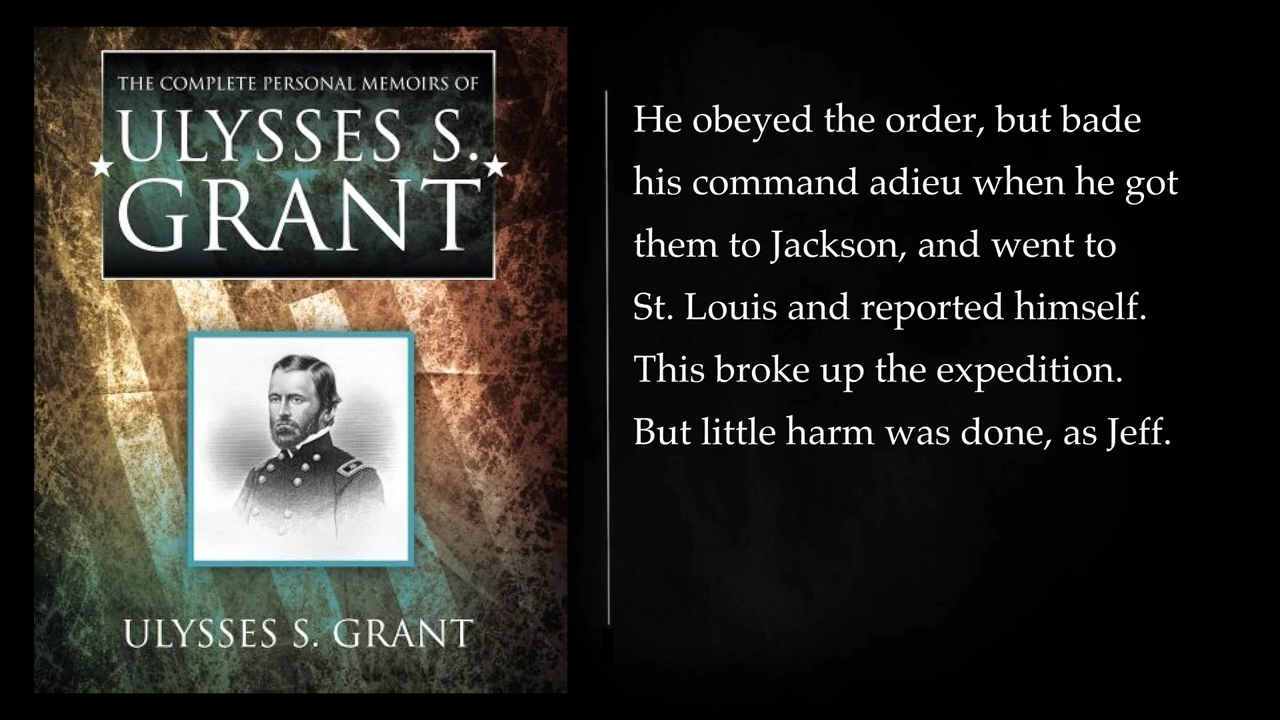 THE COMPLETE PERSONAL MEMOIRS OF
ULYSSES S.
GRANT
ULYSSES S. GRANT
He obeyed the order, but bade
his command adieu when he got
them to Jackson, and went to
St. Louis and reported himself.
This broke up the expedition.
But little harm was done, as Jeff.